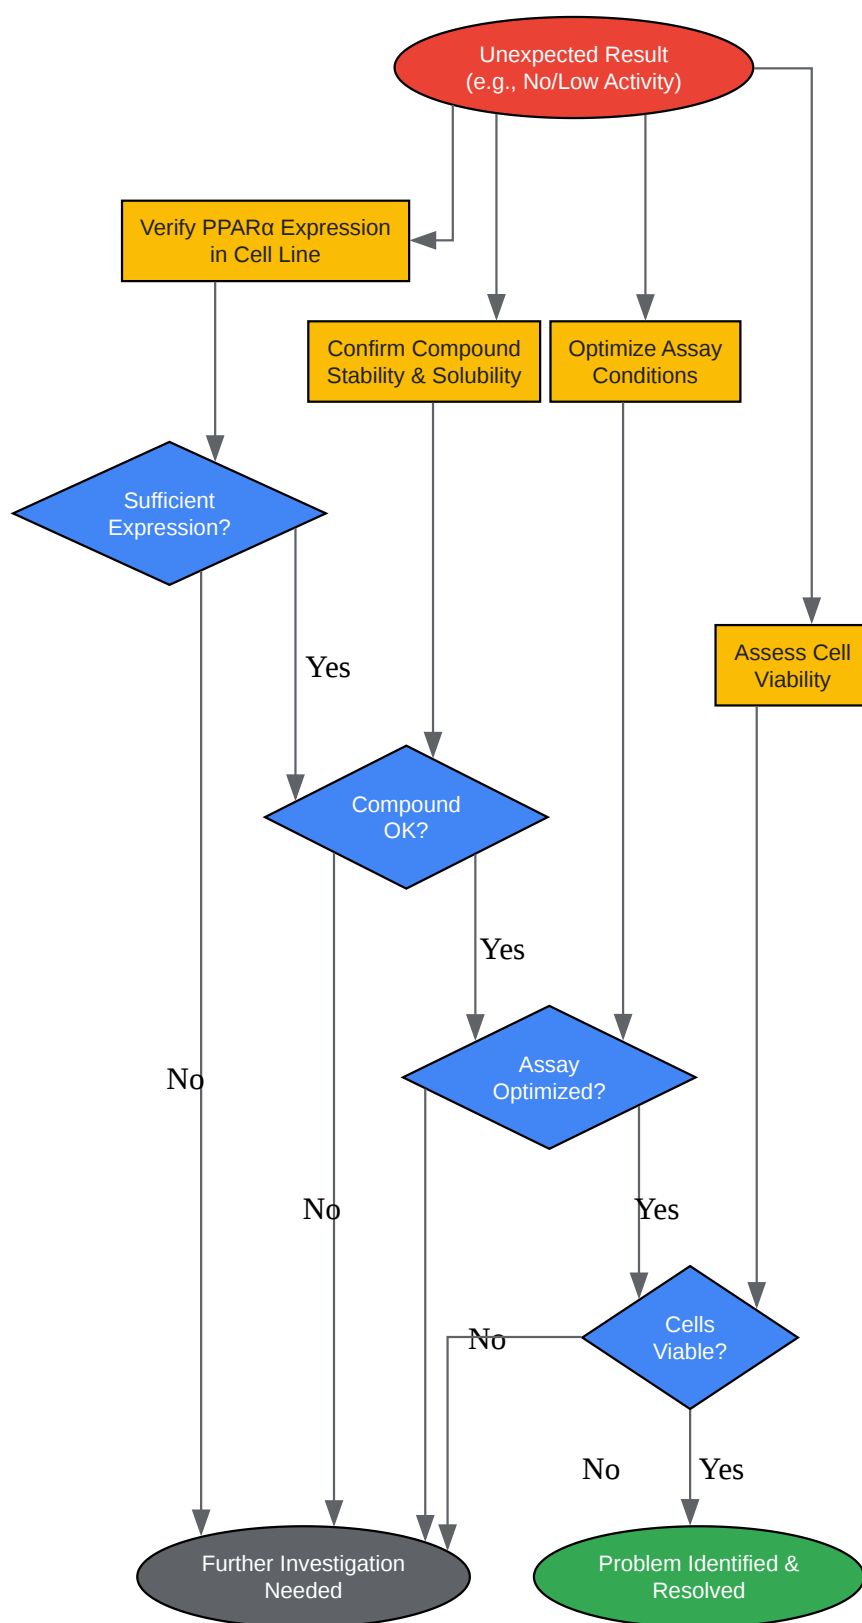 Unexpected Result
(e.g., No/Low Activity)
Verify PPARα Expression
in Cell Line
Confirm Compound
Stability & Solubility
Optimize Assay
Conditions
Sufficient
Expression?
Yes
Assess Cell
Viability
Compound
OK?
Yes
Assay
Optimized?
No
No
Yes
Cells
Viable?
No
No
Yes
Further Investigation
Needed
Problem Identified &
Resolved